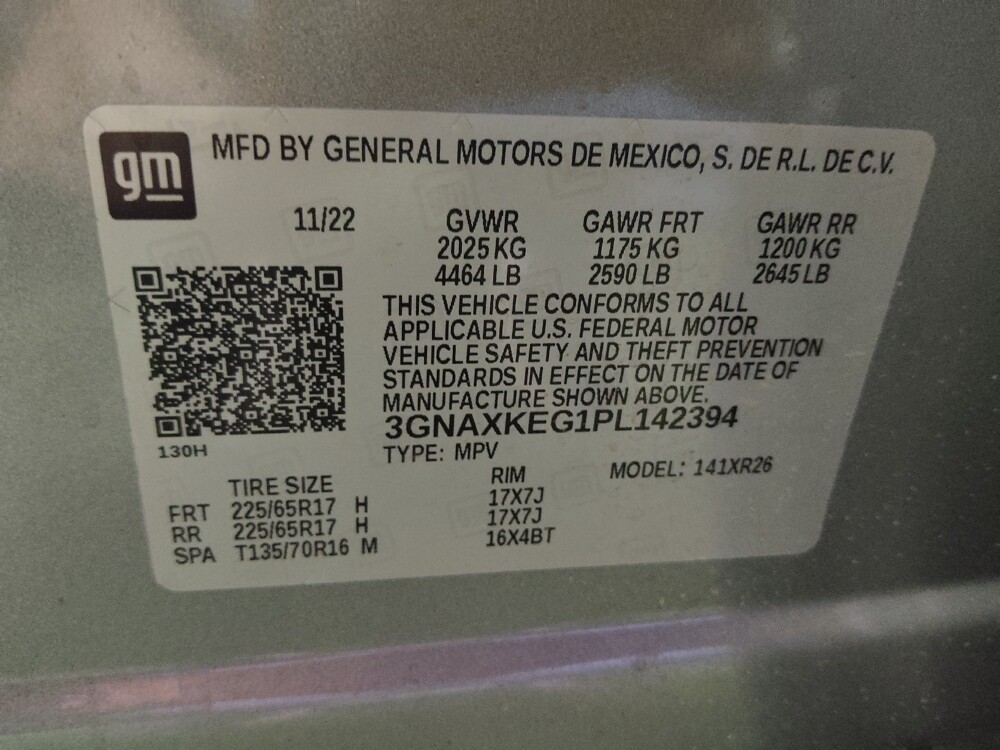 gm
MFD BY GENERAL MOTORS DE MEXICO, S. DE R.L. DE C.V.
11/22 GVWR GAWR FRT GAWR RR
2025 KG 1175 KG 1200 KG
4464 LB 2590 LB 2645 LB
THIS VEHICLE CONFORMS TO ALL
APPLICABLE U.S. FEDERAL MOTOR
VEHICLE SAFETY AND THEFT PREVENTION
STANDARDS IN EFFECT ON THE DATE OF
MANUFACTURE SHOWN ABOVE.
3GNAXKEG1PL142394
130H
TYPE: MPV MODEL: 141XR26
TIRE SIZE RIM
FRT 225/65R17 H 17X7J
RR 225/65R17 H 17X7J
SPA T135/70R16 M 16X4BT